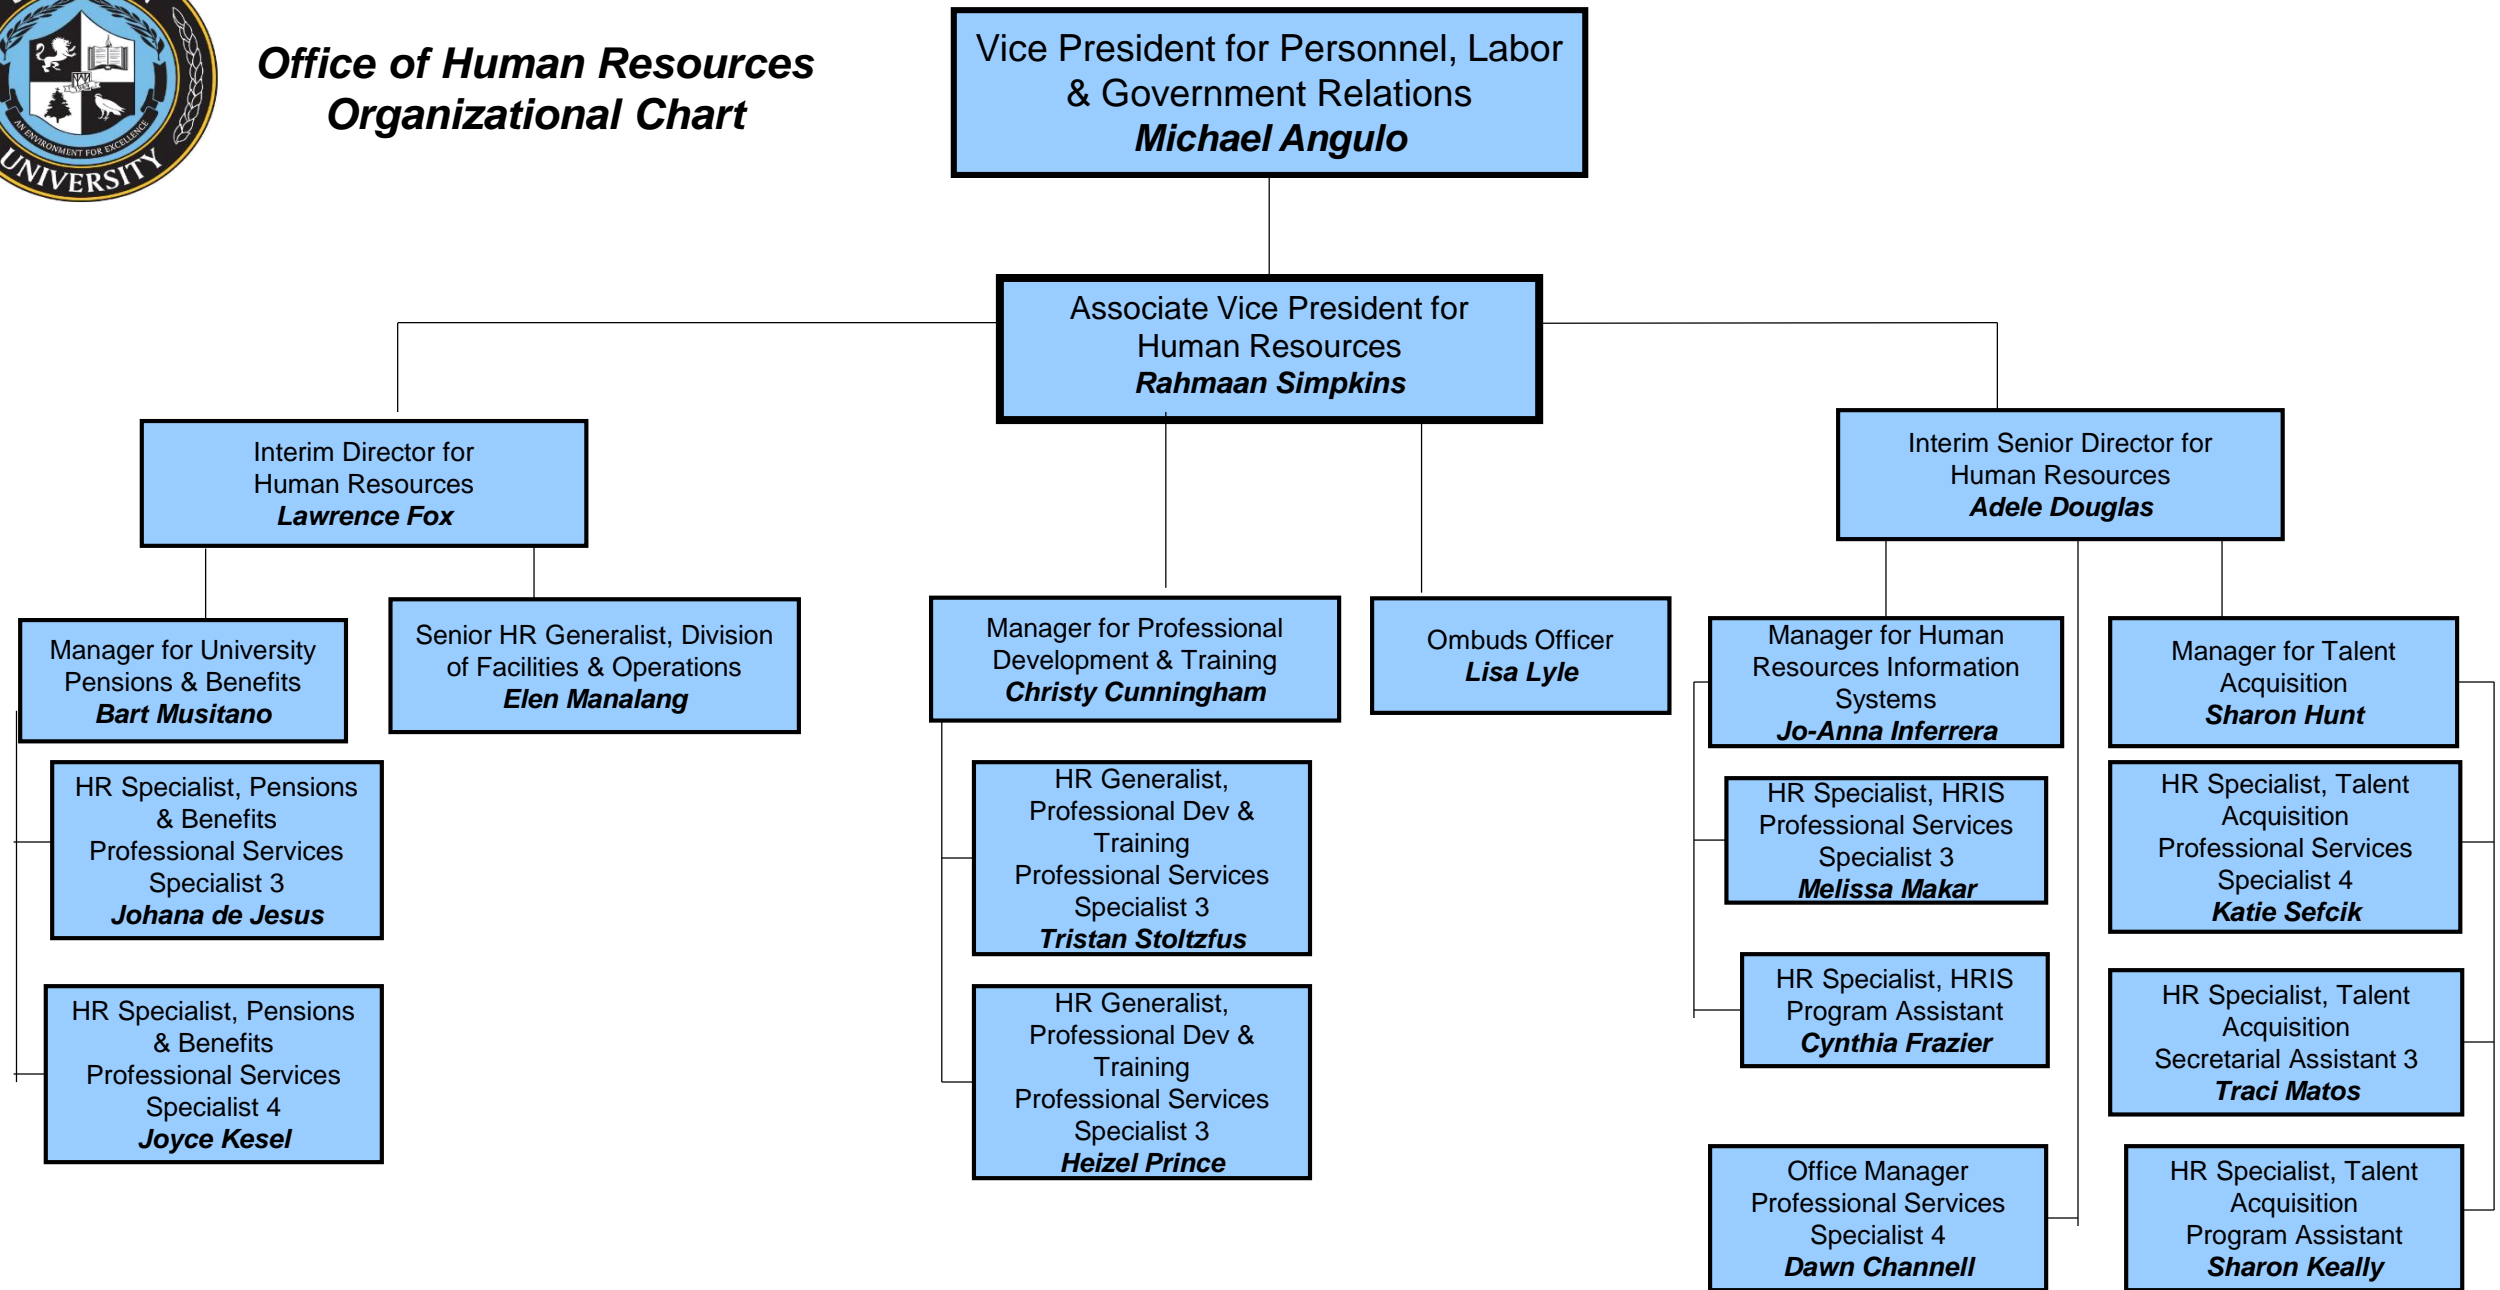 AN ENVIRONMENT FOR EXCELLENCE
UNIVERSITY
Office of Human Resources
Organizational Chart
Vice President for Personnel, Labor
& Government Relations
Michael Angulo
Associate Vice President for
Human Resources
Rahmaan Simpkins
Interim Director for
Human Resources
Lawrence Fox
Interim Senior Director for
Human Resources
Adele Douglas
Manager for University
Pensions & Benefits
Bart Musitano
Senior HR Generalist, Division
of Facilities & Operations
Elen Manalang
Manager for Professional
Development & Training
Christy Cunningham
Ombuds Officer
Lisa Lyle
Manager for Human
Resources Information
Systems
Jo-Anna Inferrera
Manager for Talent
Acquisition
Sharon Hunt
HR Specialist, Pensions
& Benefits
Professional Services
Specialist 3
Johana de Jesus
HR Generalist,
Professional Dev &
Training
Professional Services
Specialist 3
Tristan Stoltzfus
HR Specialist, HRIS
Professional Services
Specialist 3
Melissa Makar
HR Specialist, Talent
Acquisition
Professional Services
Specialist 4
Katie Sefcik
HR Specialist, Pensions
& Benefits
Professional Services
Specialist 4
Joyce Kesel
HR Generalist,
Professional Dev &
Training
Professional Services
Specialist 3
Heizel Prince
HR Specialist, HRIS
Program Assistant
Cynthia Frazier
HR Specialist, Talent
Acquisition
Secretarial Assistant 3
Traci Matos
Office Manager
Professional Services
Specialist 4
Dawn Channell
HR Specialist, Talent
Acquisition
Program Assistant
Sharon Keally